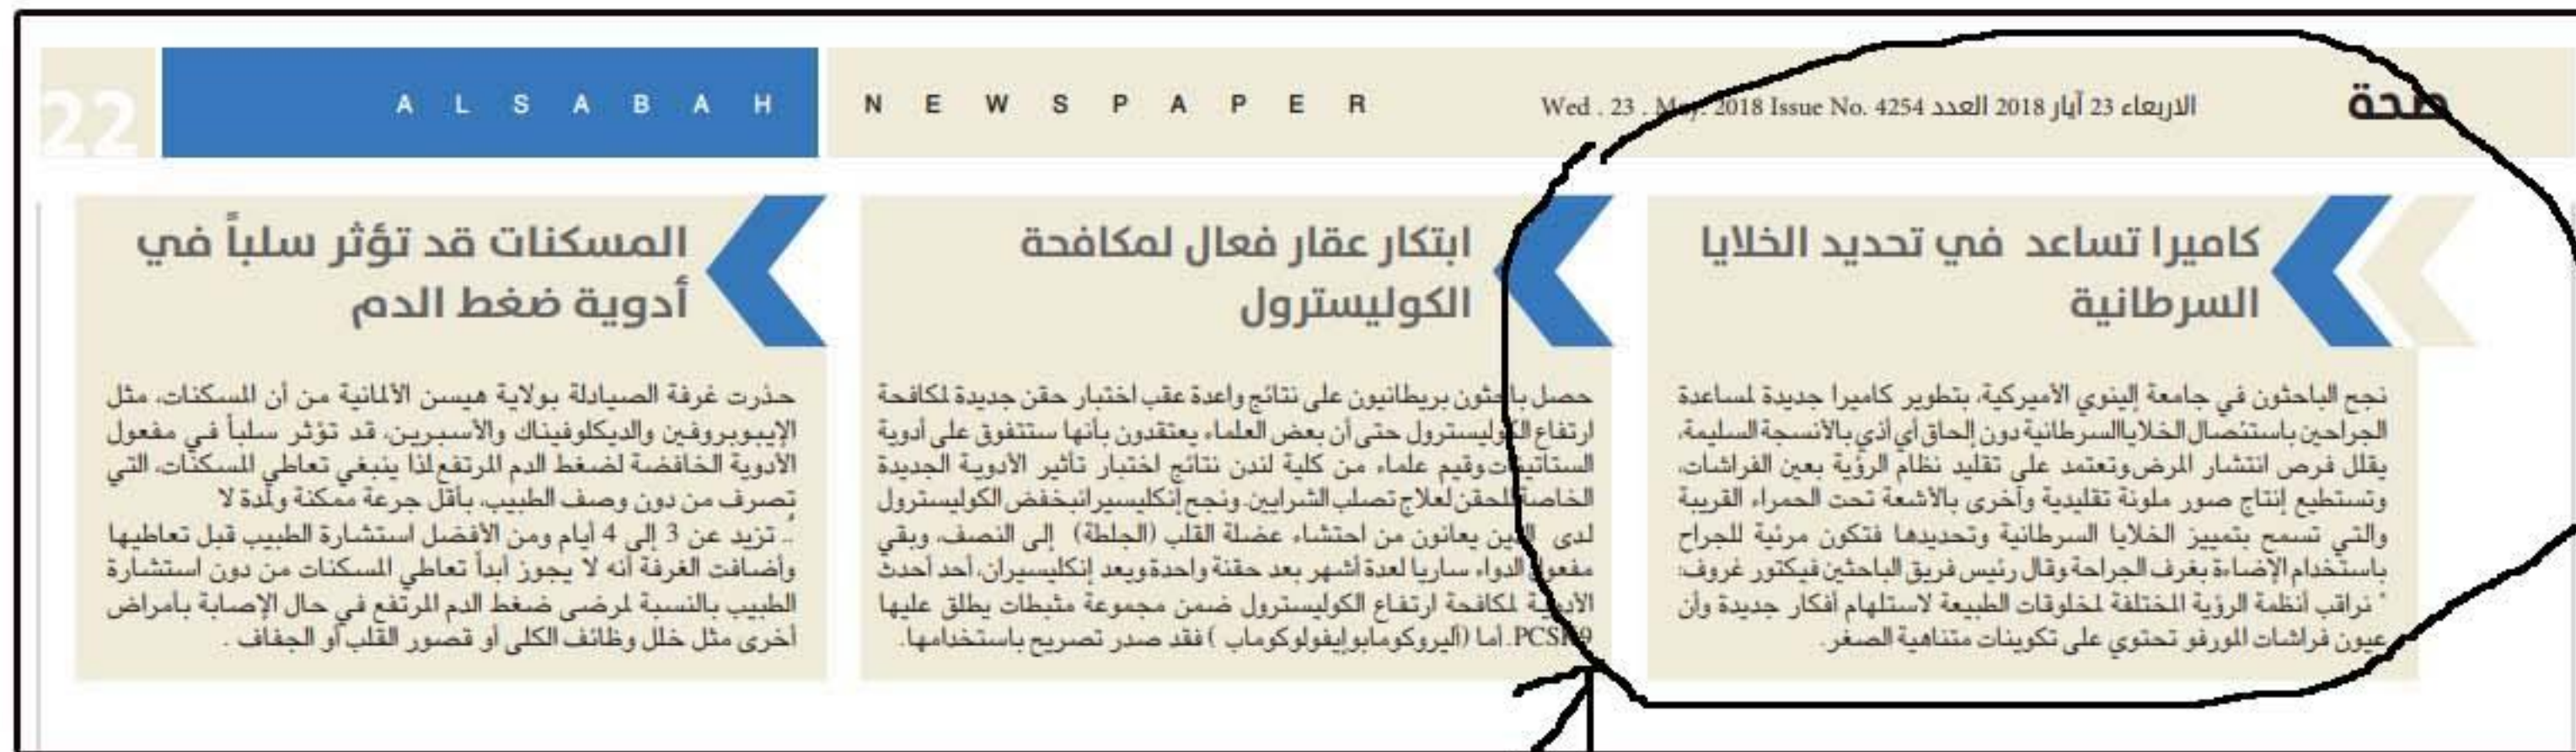 صحة
الاربعاء 23 آيار 2018 العدد 4254 Wed . 23 . May. 2018 Issue No.
NEWSPAPER
ALSABAH
22
كاميرا تساعد في تحديد الخلايا
السرطانية
نجح الباحثون في جامعة إلينوي الأميركية، بتطوير كاميرا جديدة لمساعدة
الجراحين باستئصال الخلاياالسرطانية دون إلحاق أي أذي بالأنسجة السليمة،
يقلل فرص انتشار المرض.وتعتمد على تقليد نظام الرؤية بعين الفراشات،
وتستطيع إنتاج صور ملونة تقليدية وأخرى بالأشعة تحت الحمراء القريبة
والتي تسمح بتمييز الخلايا السرطانية وتحديدها فتكون مرئية للجراح
باستخدام الإضاءة بغرف الجراحة وقال رئيس فريق الباحثين فيكتور غروف:
" نراقب أنظمة الرؤية المختلفة لمخلوقات الطبيعة لاستلهام أفكار جديدة وأن
عيون فراشات المورفو تحتوي على تكوينات متناهية الصغر.
ابتكار عقار فعال لمكافحة
الكوليسترول
حصل باحثون بريطانيون على نتائج واعدة عقب اختبار حقن جديدة لمكافحة
ارتفاع الكوليسترول حتى أن بعض العلماء يعتقدون بأنها ستتفوق على أدوية
الستاتينات وقيم علماء من كلية لندن نتائج اختبار تأثير الأدوية الجديدة
الخاصة للحقن لعلاج تصلب الشرايين. ونجح إنكليسيرانبخفض الكوليسترول
لدى الذين يعانون من احتشاء عضلة القلب (الجلطة) إلى النصف، وبقي
مفعول الدواء ساريا لعدة أشهر بعد حقنة واحدة ويعد إنكليسيران، أحد أحدث
الأدوية لمكافحة ارتفاع الكوليسترول ضمن مجموعة مثبطات يطلق عليها
PCSK9. أما (أليروكومابوإيفولوكوماب ) فقد صدر تصريح باستخدامها.
المسكنات قد تؤثر سلباً في
أدوية ضغط الدم
حذرت غرفة الصيادلة بولاية هيسن الألمانية من أن المسكنات، مثل
الإيبوبروفين والديكلوفيناك والأسبرين، قد تؤثر سلباً في مفعول
الأدوية الخافضة لضغط الدم المرتفع لذا ينبغي تعاطي المسكنات، التي
تصرف من دون وصف الطبيب، بأقل جرعة ممكنة ولمدة لا
.. تزيد عن 3 إلى 4 أيام ومن الأفضل استشارة الطبيب قبل تعاطيها
وأضافت الغرفة أنه لا يجوز أبداً تعاطي المسكنات من دون استشارة
الطبيب بالنسبة لمرضى ضغط الدم المرتفع في حال الإصابة بأمراض
أخرى مثل خلل وظائف الكلى أو قصور القلب أو الجفاف .